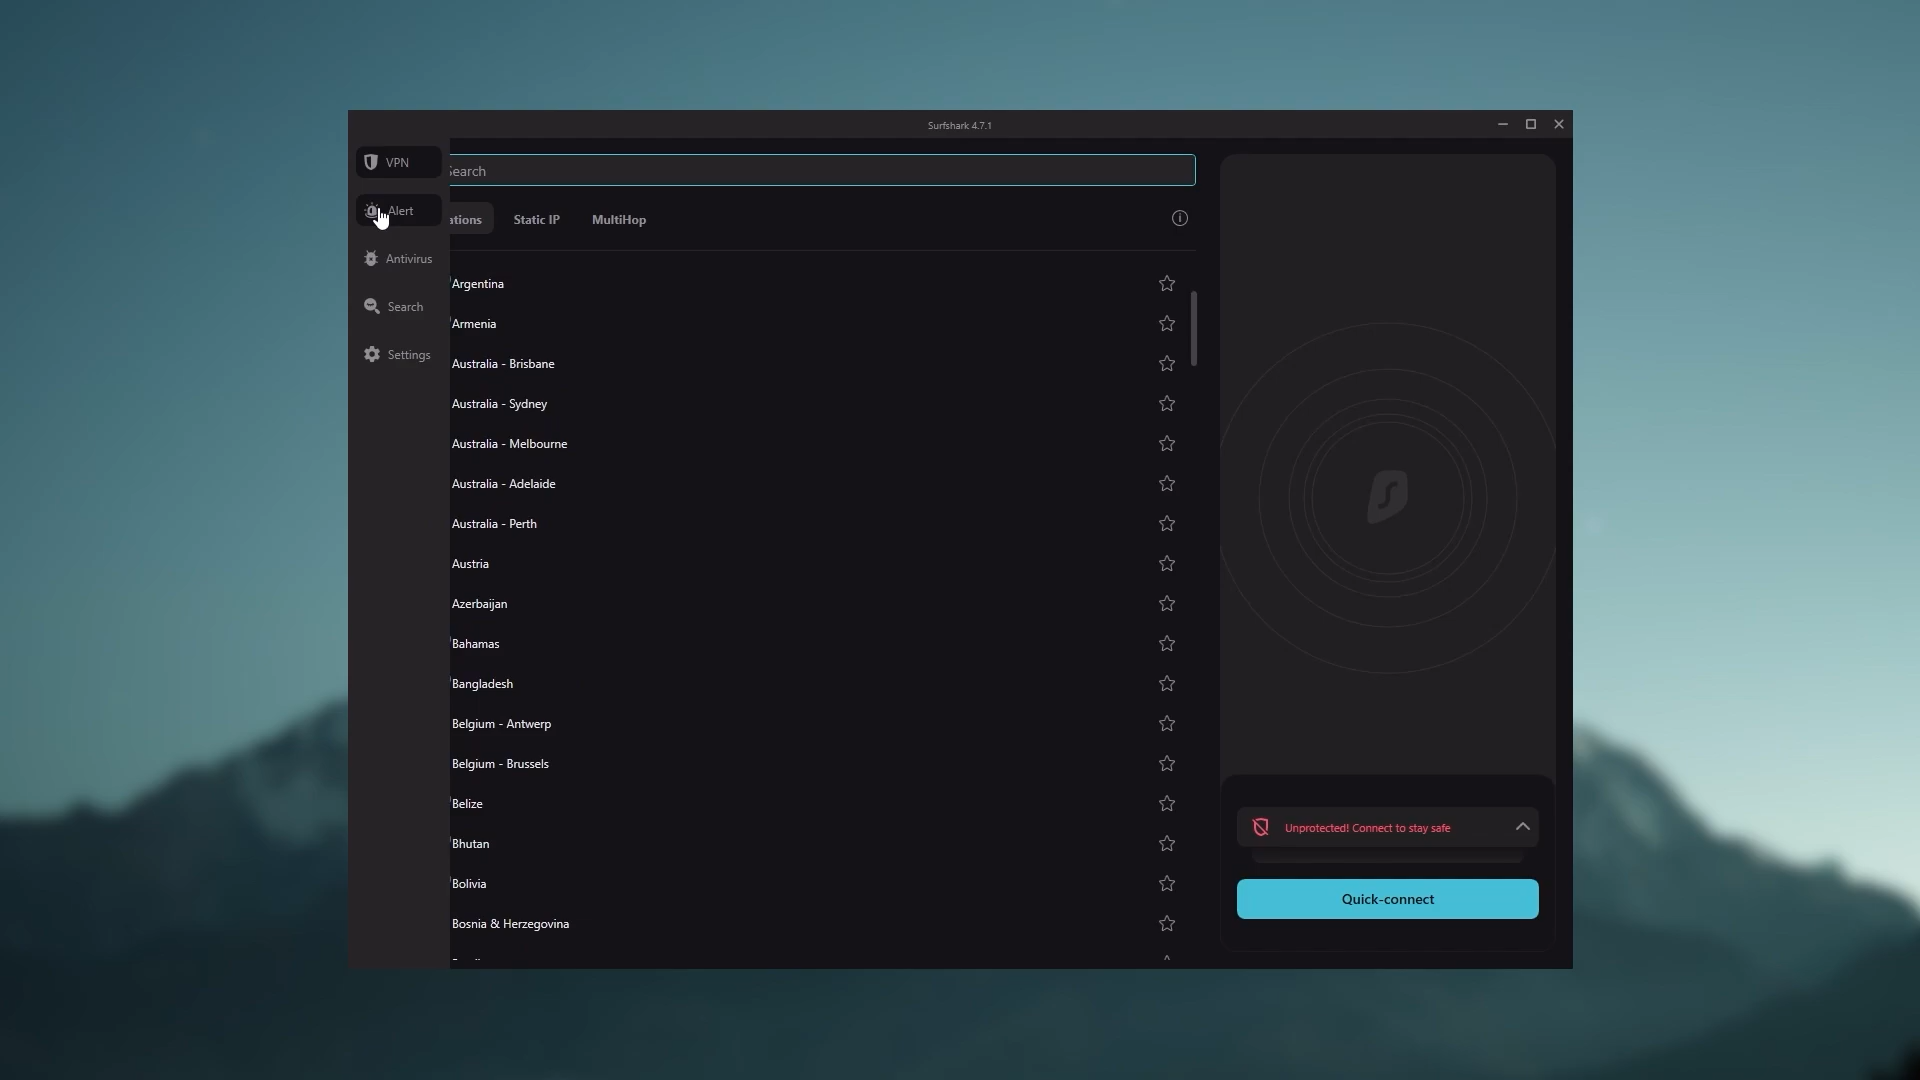 Surfshark 4.7.1
VPN
Alert
Antivirus
Search
Settings
Search
ations
Static IP
MultiHop
Argentina
Armenia
Australia - Brisbane
Australia - Sydney
Australia - Melbourne
Australia - Adelaide
Australia - Perth
Austria
Azerbaijan
Bahamas
Bangladesh
Belgium - Antwerp
Belgium - Brussels
Belize
Bhutan
Bolivia
Bosnia & Herzegovina
Unprotected! Connect to stay safe
Quick-connect